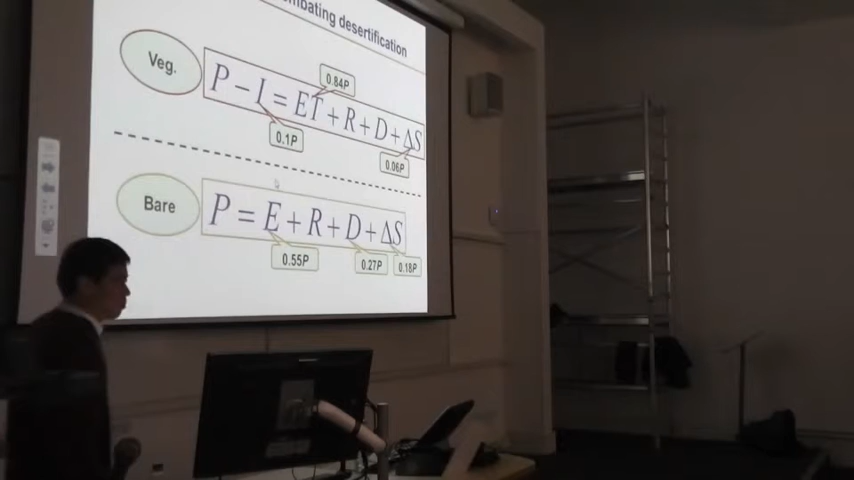 combating desertification
Veg.
0.84P
P − I = ET + R + D + ΔS
0.1P
0.06P
Bare
P = E + R + D + ΔS
0.55P
0.27P
0.18P